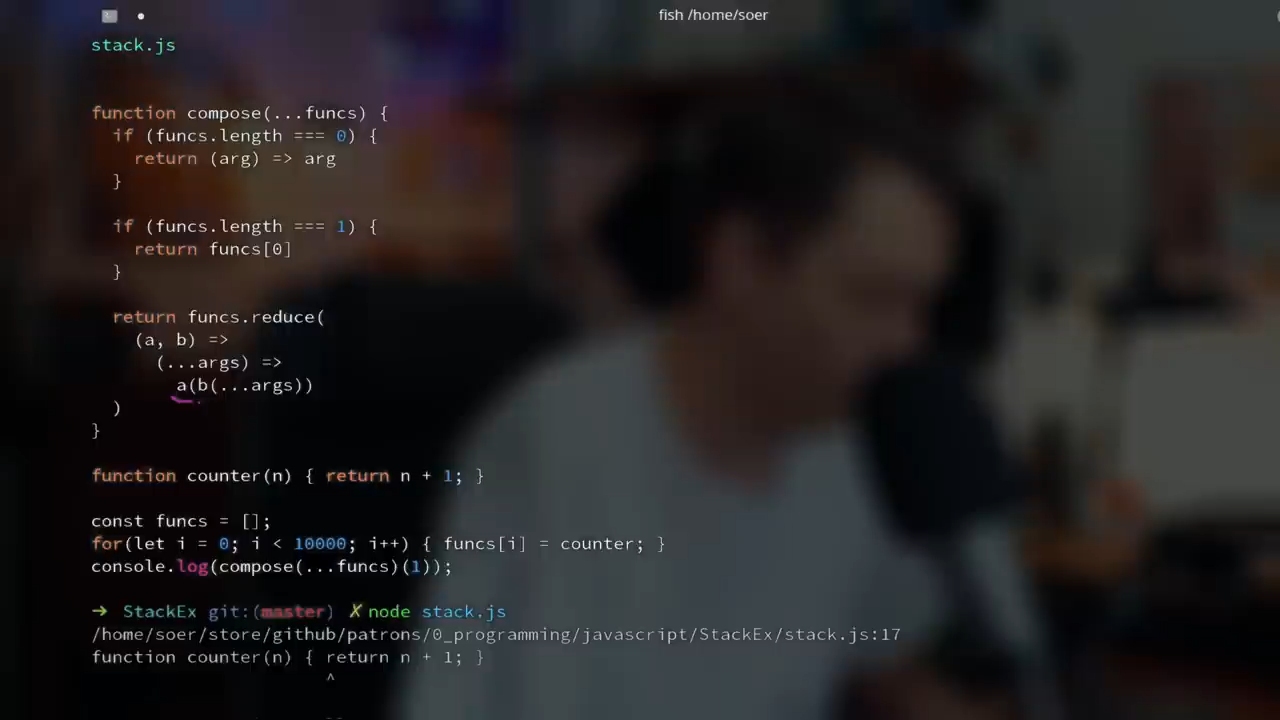 fish /home/soer
stack.js
function compose(...funcs) {
if (funcs.length === 0) {
return (arg) => arg
}
if (funcs.length === 1) {
return funcs[0]
}
return funcs.reduce(
(a, b) =>
(...args) =>
a(b(...args))
)
}
function counter(n) { return n + 1; }
const funcs = [];
for(let i = 0; i < 10000; i++) { funcs[i] = counter; }
console.log(compose(...funcs)(1));
➜ StackEx git:(master) ✗ node stack.js
/home/soer/store/github/patrons/0_programming/javascript/StackEx/stack.js:17
function counter(n) { return n + 1; }
^